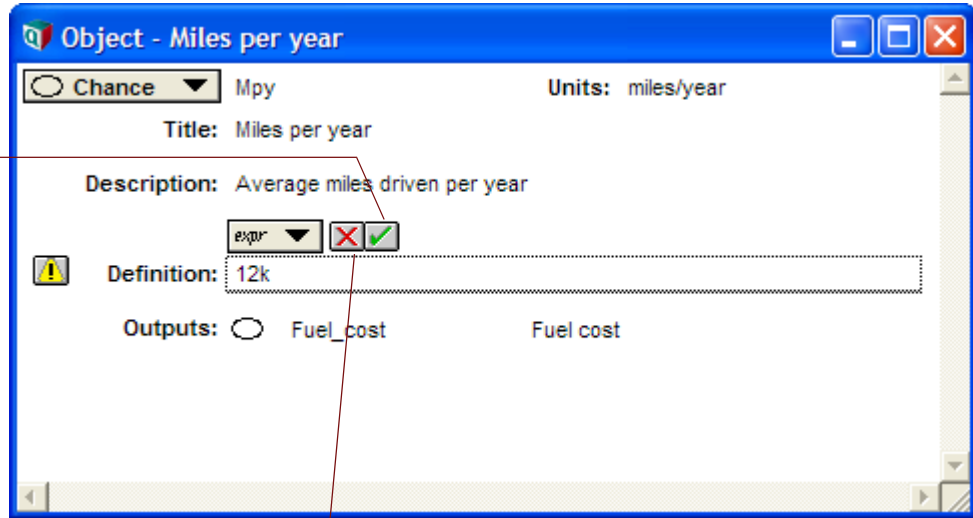 Object - Miles per year
Chance Mpy Units: miles/year
Title: Miles per year
Description: Average miles driven per year
expr
Definition: 12k
Outputs: Fuel_cost Fuel cost